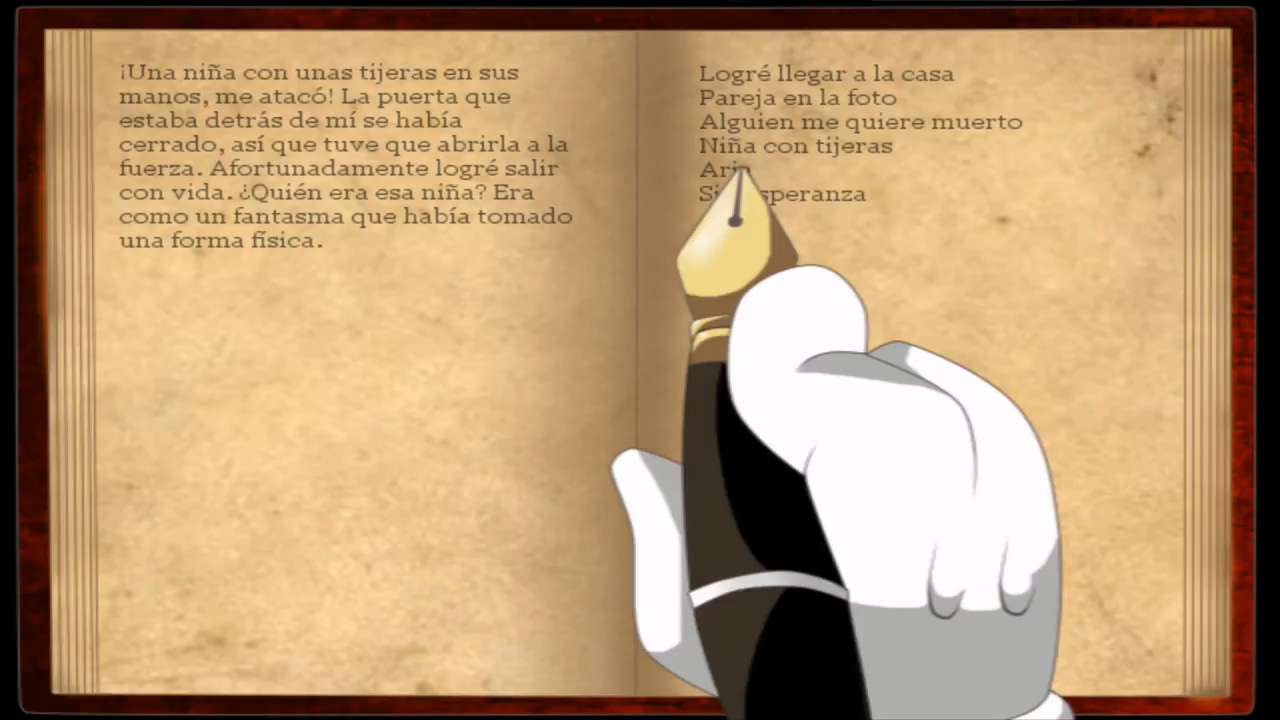 ¡Una niña con unas tijeras en sus
manos, me atacó! La puerta que
estaba detrás de mí se había
cerrado, así que tuve que abrirla a la
fuerza. Afortunadamente logré salir
con vida. ¿Quién era esa niña? Era
como un fantasma que había tomado
una forma física.
Logré llegar a la casa
Pareja en la foto
Alguien me quiere muerto
Niña con tijeras